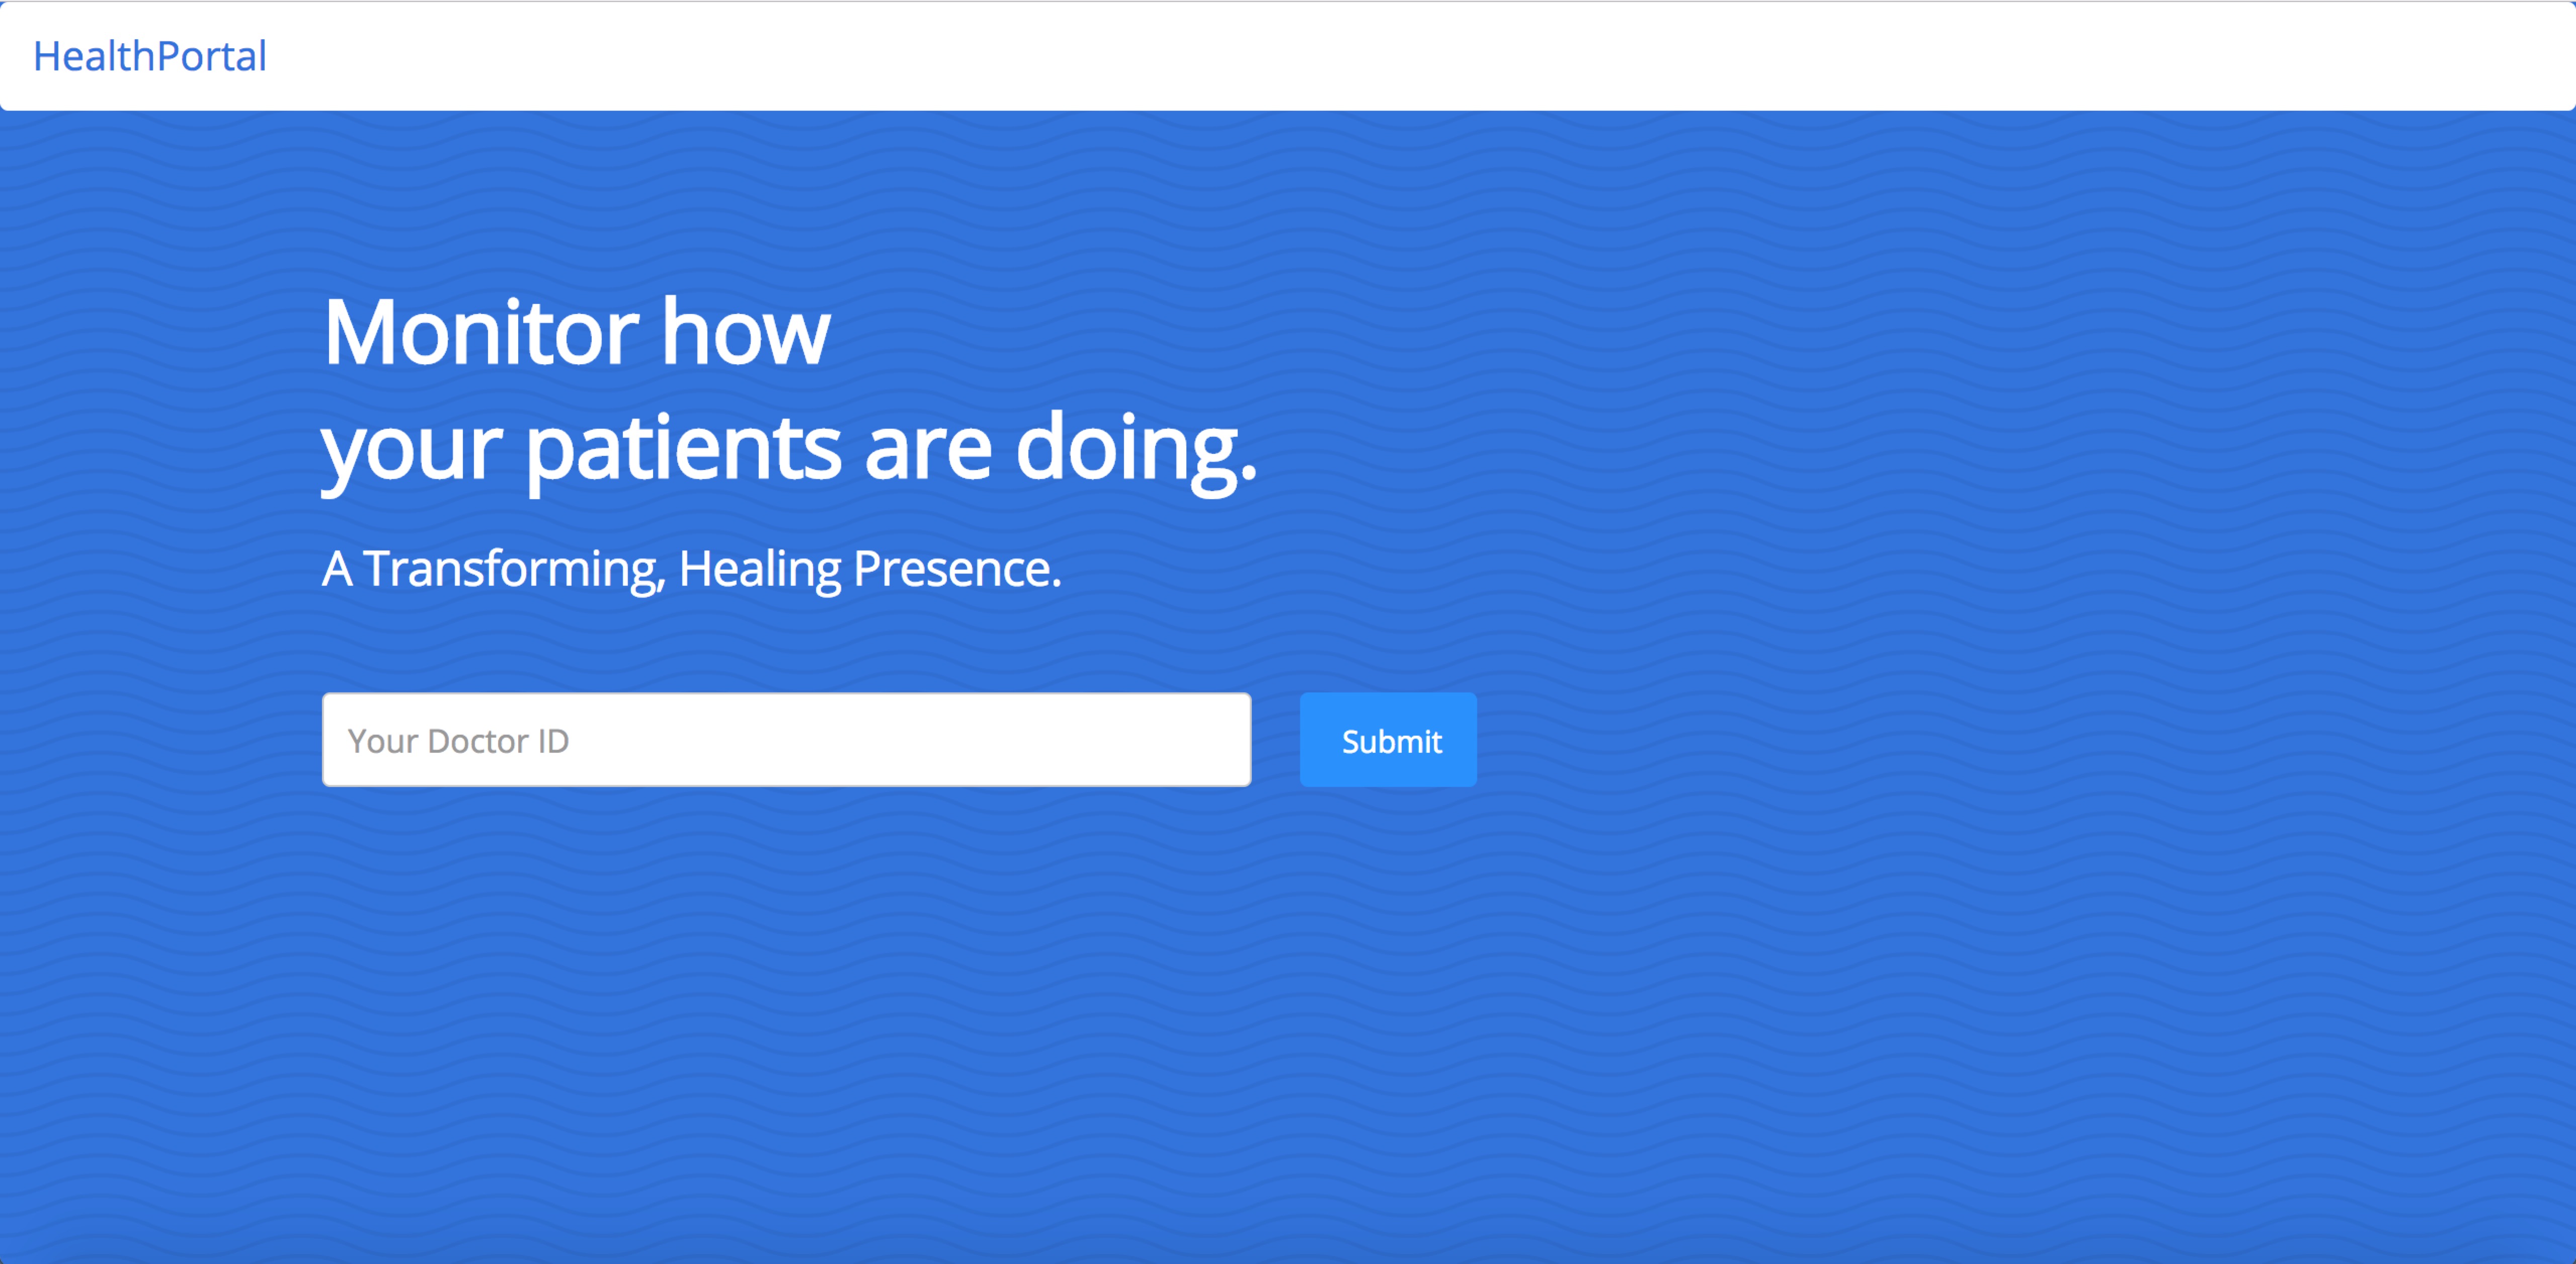 HealthPortal
Monitor how
your patients are doing.
A Transforming, Healing Presence.
Your Doctor ID
Submit